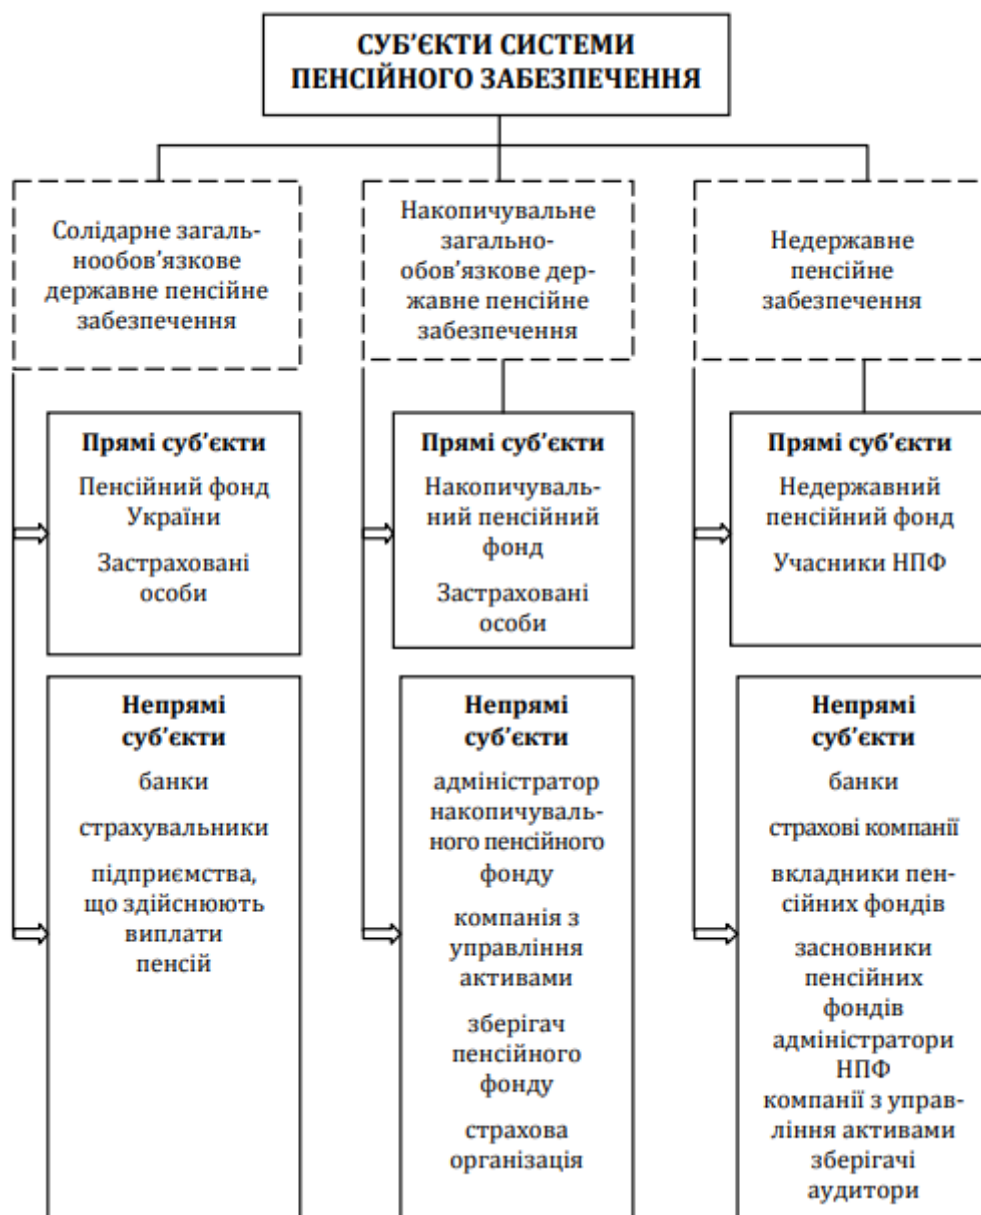 СУБ’ЄКТИ СИСТЕМИ
ПЕНСІЙНОГО ЗАБЕЗПЕЧЕННЯ
Солідарне загаль-
нообов’язкове
державне пенсійне
забезпечення
Накопичувальне
загально-
обов’язкове дер-
жавне пенсійне
забезпечення
Недержавне
пенсійне
забезпечення
Прямі суб’єкти
Пенсійний фонд
України
Застраховані
особи
Прямі суб’єкти
Накопичуваль-
ний пенсійний
фонд
Застраховані
особи
Прямі суб’єкти
Недержавний
пенсійний фонд
Учасники НПФ
Непрямі
суб’єкти
банки
страхувальники
підприємства,
що здійснюють
виплати
пенсій
Непрямі
суб’єкти
адміністратор
накопичуваль-
ного пенсійного
фонду
компанія з
управління
активами
зберігач
пенсійного
фонду
страхова
організація
Непрямі
суб’єкти
банки
страхові компанії
вкладники пен-
сійних фондів
засновники
пенсійних
фондів
адміністратори
НПФ
компанії з управ-
ління активами
зберігачі
аудитори